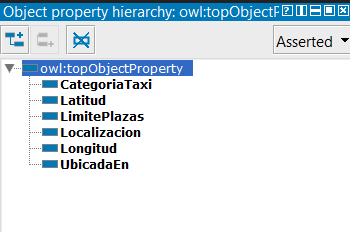 Object property hierarchy: owl:topObjectP
Asserted
owl:topObjectProperty
CategoriaTaxi
Latitud
LimitePlazas
Localizacion
Longitud
UbicadaEn